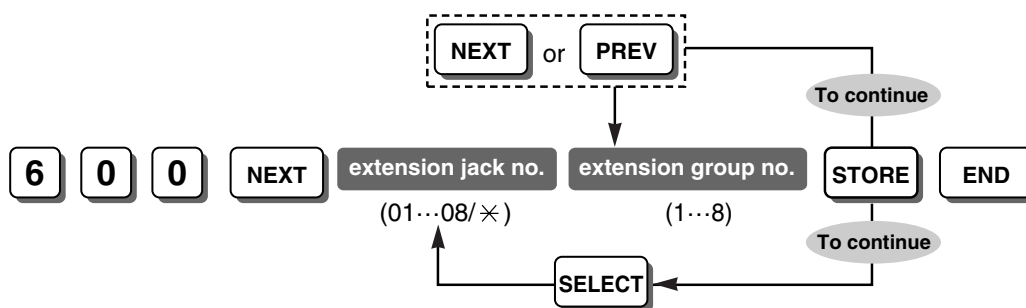 NEXT or PREV
To continue
6 0 0 NEXT extension jack no. extension group no. STORE END
(01…08/✳) (1…8)
To continue
SELECT